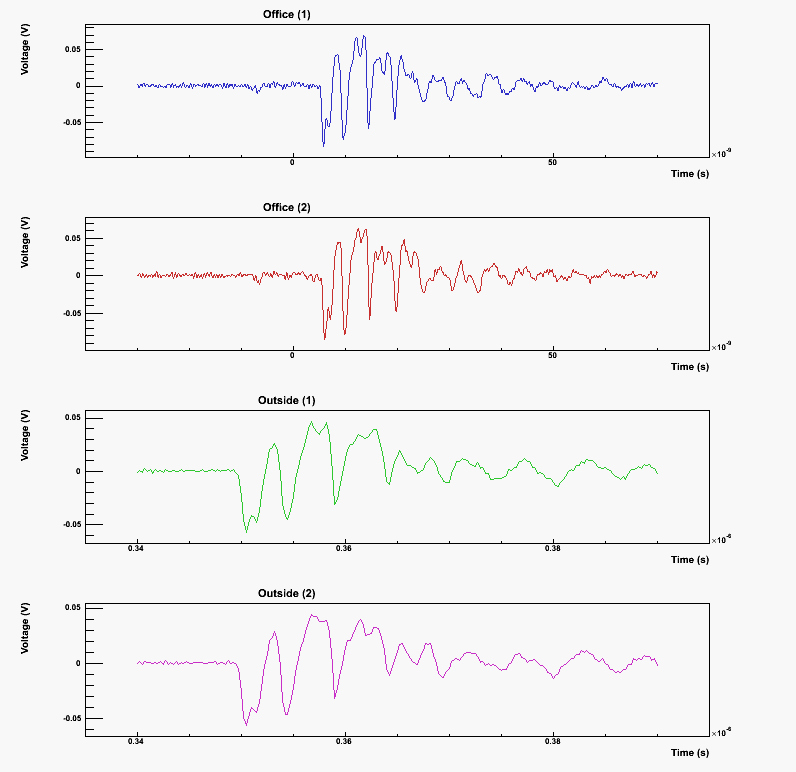 Office (1)
Voltage (V)
0.05
0
-0.05
0
50
×10⁻⁹
Time (s)
Office (2)
Voltage (V)
0.05
0
-0.05
0
50
×10⁻⁹
Time (s)
Outside (1)
Voltage (V)
0.05
0
-0.05
0.34
0.36
0.38
×10⁻⁶
Time (s)
Outside (2)
Voltage (V)
0.05
0
-0.05
0.34
0.36
0.38
×10⁻⁶
Time (s)